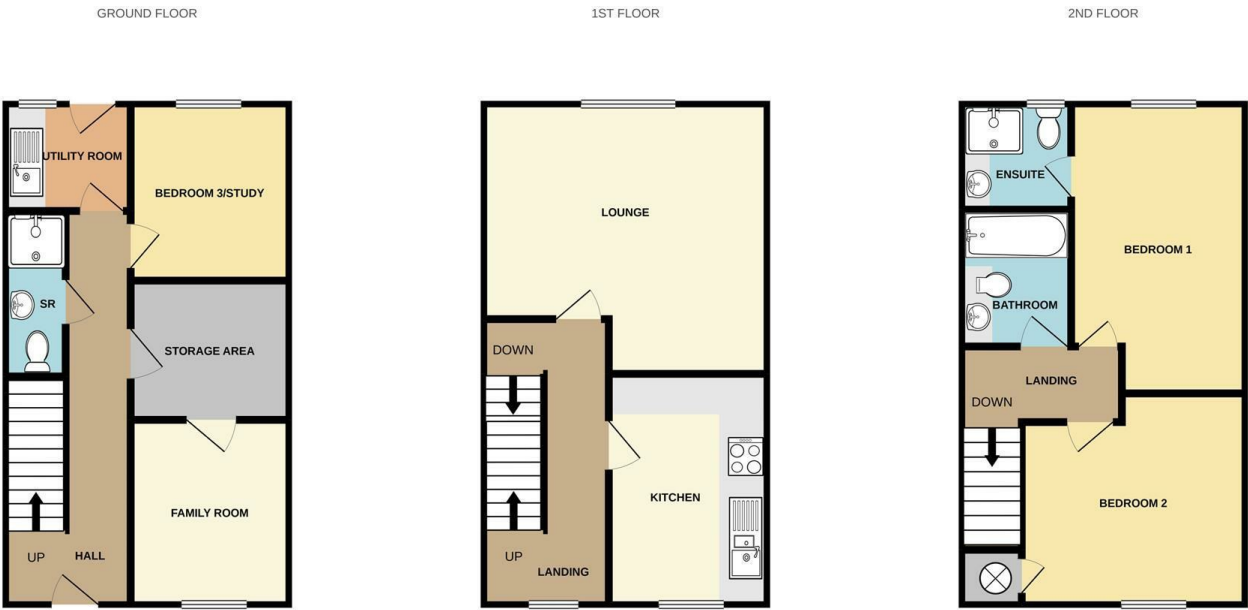 GROUND FLOOR
UTILITY ROOM
BEDROOM 3/STUDY
SR
STORAGE AREA
FAMILY ROOM
UP
HALL
1ST FLOOR
LOUNGE
DOWN
KITCHEN
UP
LANDING
2ND FLOOR
ENSUITE
BEDROOM 1
BATHROOM
LANDING
DOWN
BEDROOM 2